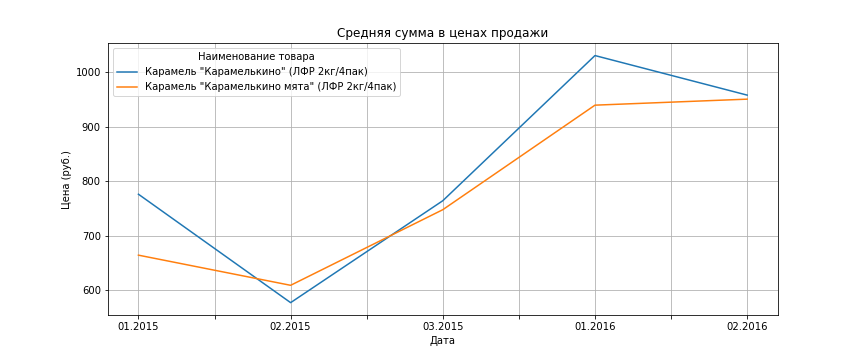 Средняя сумма в ценах продажи
Наименование товара
Карамель "Карамелькино" (ЛФР 2кг/4пак)
Карамель "Карамелькино мята" (ЛФР 2кг/4пак)
Цена (руб.)
1000
900
800
700
600
01.2015 02.2015 03.2015 01.2016 02.2016
Дата